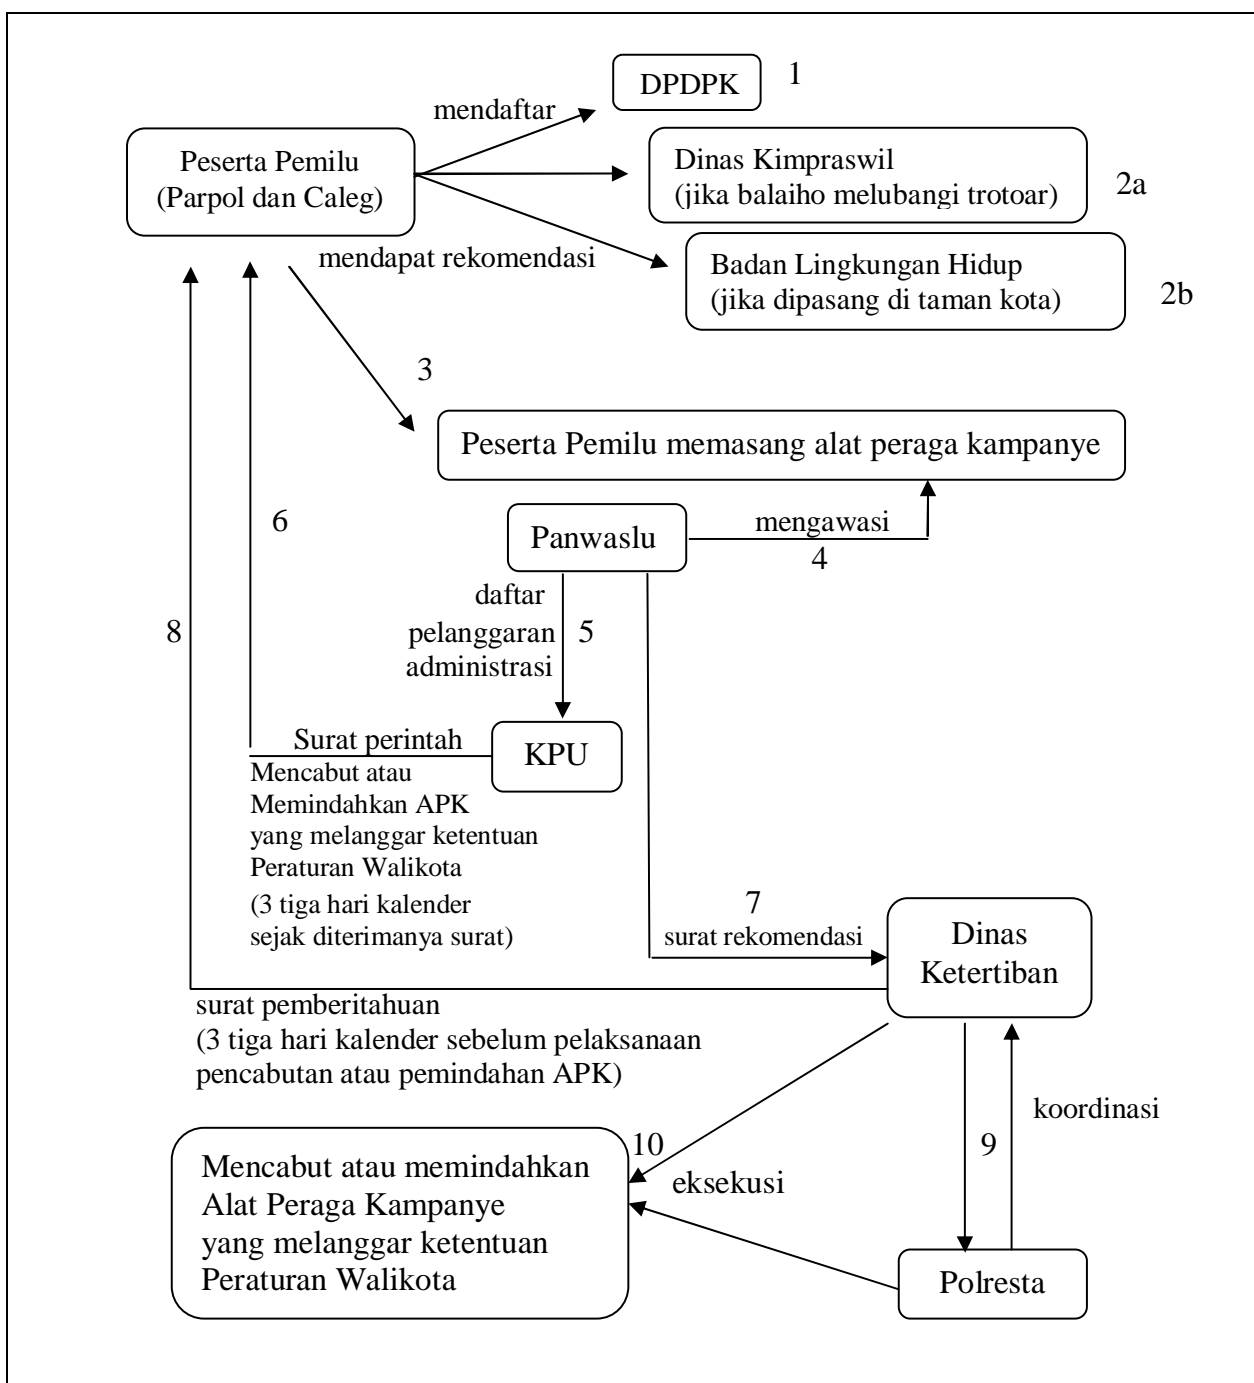 DPDPK
1
mendaftar
Peserta Pemilu
(Parpol dan Caleg)
Dinas Kimpraswil
(jika balaiho melubangi trotoar)
2a
mendapat rekomendasi
Badan Lingkungan Hidup
(jika dipasang di taman kota)
2b
3
Peserta Pemilu memasang alat peraga kampanye
6
Panwaslu
mengawasi
4
8
daftar
pelanggaran
administrasi
5
Surat perintah
KPU
Mencabut atau
Memindahkan APK
yang melanggar ketentuan
Peraturan Walikota
(3 tiga hari kalender
sejak diterimanya surat)
7
surat rekomendasi
Dinas
Ketertiban
surat pemberitahuan
(3 tiga hari kalender sebelum pelaksanaan
pencabutan atau pemindahan APK)
koordinasi
9
10
eksekusi
Mencabut atau memindahkan
Alat Peraga Kampanye
yang melanggar ketentuan
Peraturan Walikota
Polresta